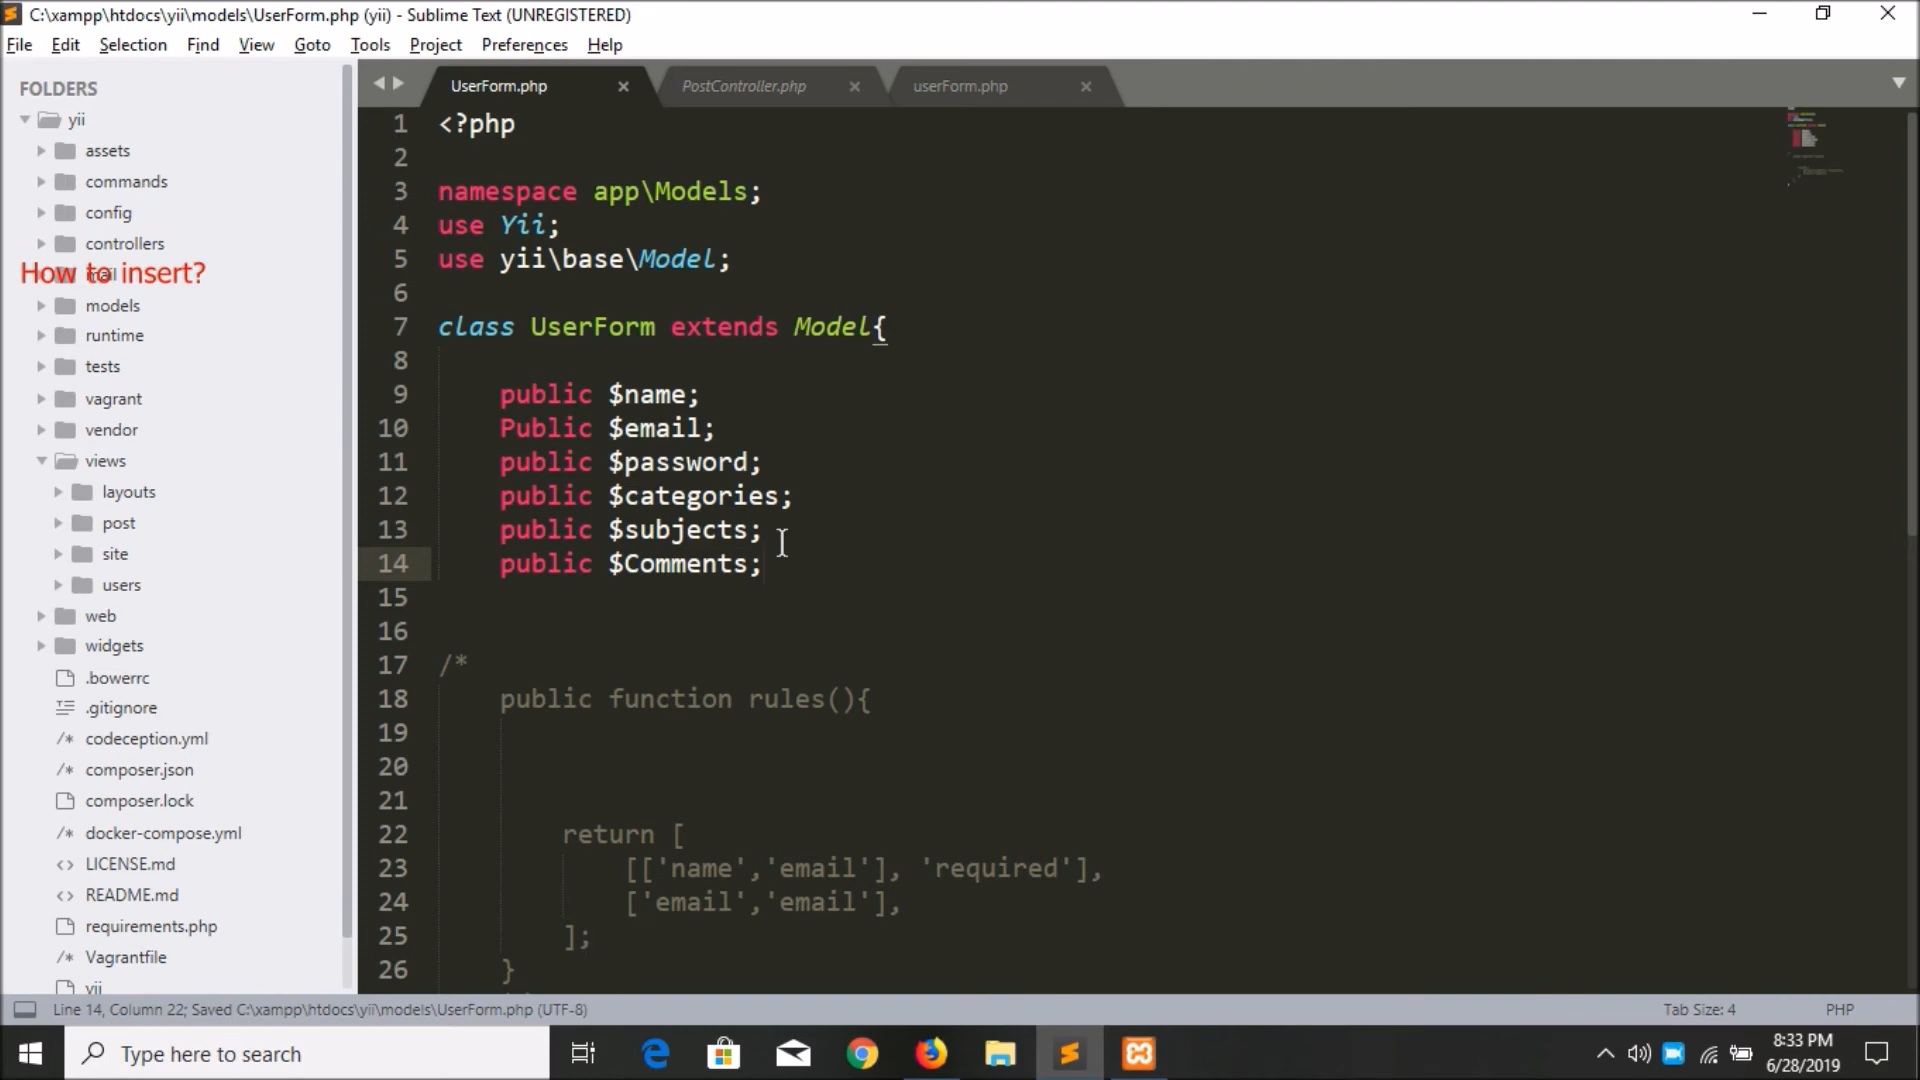 C:\xampp\htdocs\yii\models\UserForm.php (yii) - Sublime Text (UNREGISTERED)
File Edit Selection Find View Goto Tools Project Preferences Help
FOLDERS
yii
assets
commands
config
controllers
mail
How to insert?
models
runtime
tests
vagrant
vendor
views
layouts
post
site
users
web
widgets
.bowerrc
.gitignore
/* codeception.yml
/* composer.json
composer.lock
/* docker-compose.yml
<> LICENSE.md
<> README.md
requirements.php
/* Vagrantfile
yii
UserForm.php PostController.php userForm.php
1 <?php
2
3 namespace app\Models;
4 use Yii;
5 use yii\base\Model;
6
7 class UserForm extends Model{
8
9 public $name;
10 Public $email;
11 public $password;
12 public $categories;
13 public $subjects;
14 public $Comments;
15
16
17 /*
18 public function rules(){
19
20
21
22 return [
23 [['name','email'], 'required'],
24 ['email','email'],
25 ];
26 }
Line 14, Column 22; Saved C:\xampp\htdocs\yii\models\UserForm.php (UTF-8) Tab Size: 4 PHP
Type here to search
8:33 PM
6/28/2019